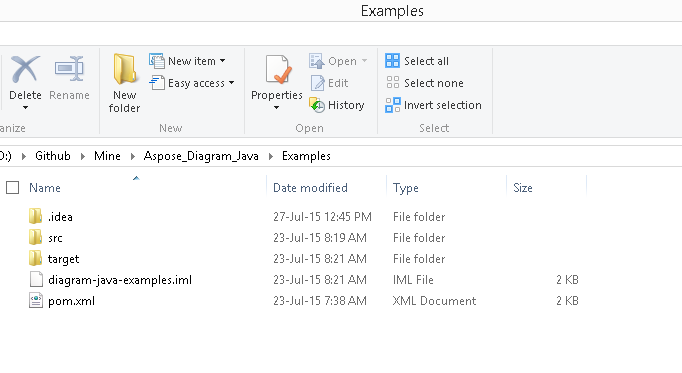 Examples
New item
Open
Select all
Easy access
Edit
Select none
Delete
Rename
New
folder
Properties
History
Invert selection
anize
New
Open
Select
D:) Github Mine Aspose_Diagram_Java Examples
Name Date modified Type Size
.idea 27-Jul-15 12:45 PM File folder
src 23-Jul-15 8:19 AM File folder
target 23-Jul-15 8:21 AM File folder
diagram-java-examples.iml 23-Jul-15 8:21 AM IML File 2 KB
pom.xml 23-Jul-15 7:38 AM XML Document 2 KB